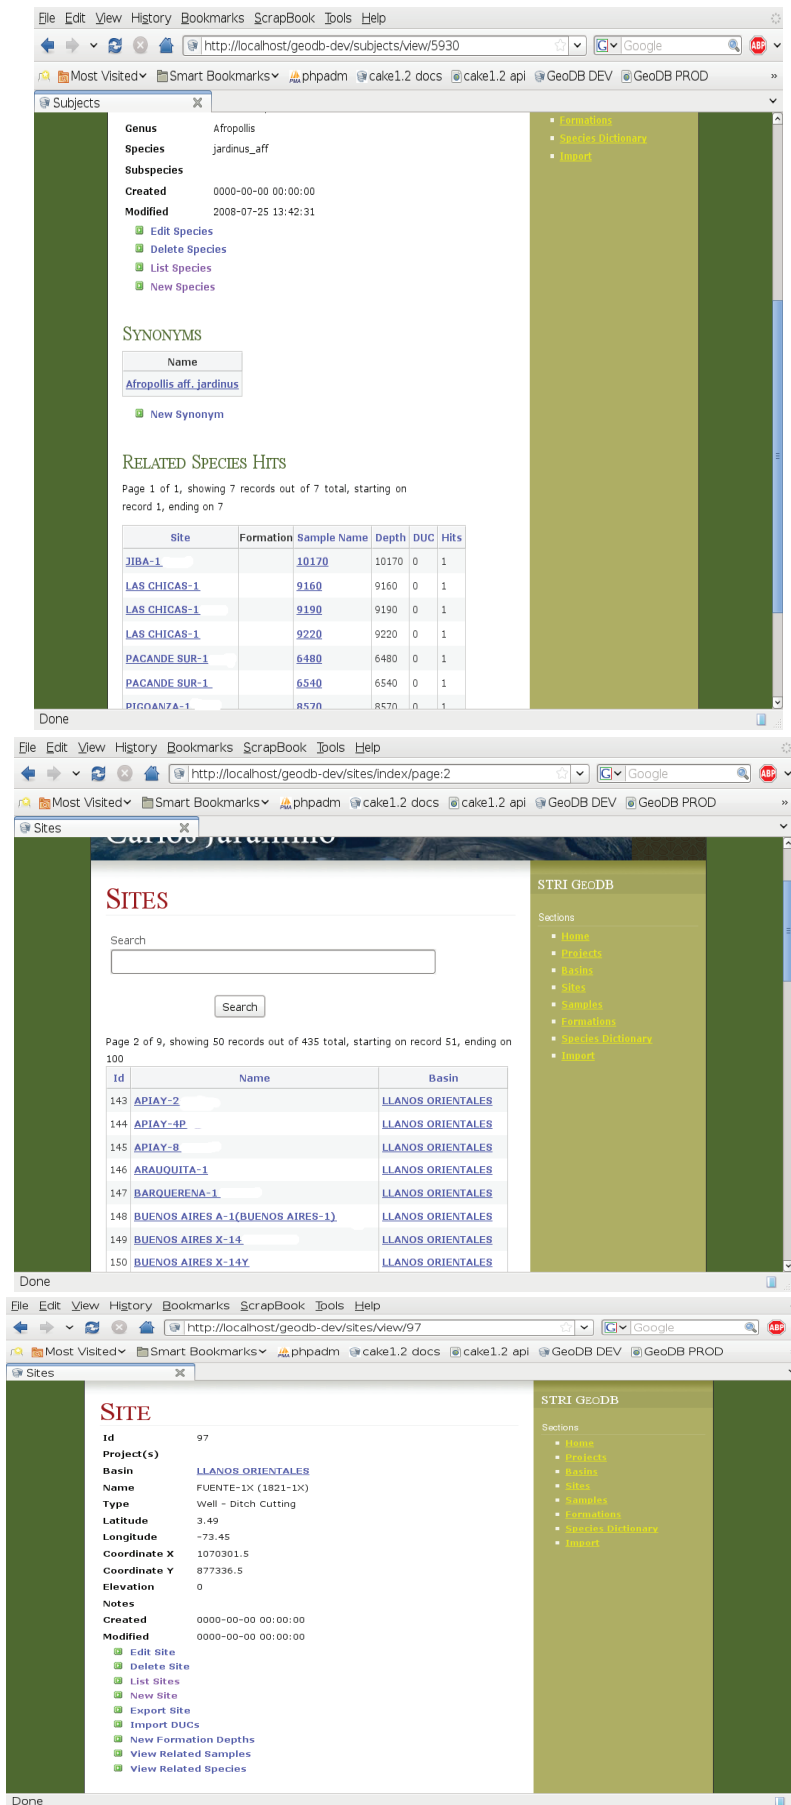 File Edit View History Bookmarks ScrapBook Tools Help
http://localhost/geodb-dev/subjects/view/5930 Google ABP
Most Visited Smart Bookmarks phpadm cake1.2 docs cake1.2 api GeoDB DEV GeoDB PROD »
Subjects
Genus Afropollis
Species jardinus_aff
Subspecies
Created 0000-00-00 00:00:00
Modified 2008-07-25 13:42:31
Edit Species
Delete Species
List Species
New Species
Formations
Species Dictionary
Import
SYNONYMS
Name
Afropollis aff. jardinus
New Synonym
RELATED SPECIES HITS
Page 1 of 1, showing 7 records out of 7 total, starting on
record 1, ending on 7
Site Formation Sample Name Depth DUC Hits
JIBA-1 10170 10170 0 1
LAS CHICAS-1 9160 9160 0 1
LAS CHICAS-1 9190 9190 0 1
LAS CHICAS-1 9220 9220 0 1
PACANDE SUR-1 6480 6480 0 1
PACANDE SUR-1 6540 6540 0 1
PIGOANZA-1 8570 8570 0 1
Done
File Edit View History Bookmarks ScrapBook Tools Help
http://localhost/geodb-dev/sites/index/page:2 Google ABP
Most Visited Smart Bookmarks phpadm cake1.2 docs cake1.2 api GeoDB DEV GeoDB PROD »
Sites
Carlos Jaramillo
SITES
Search
Search
Page 2 of 9, showing 50 records out of 435 total, starting on record 51, ending on
100
Id Name Basin
143 APIAY-2 LLANOS ORIENTALES
144 APIAY-4P LLANOS ORIENTALES
145 APIAY-8 LLANOS ORIENTALES
146 ARAUQUITA-1 LLANOS ORIENTALES
147 BARQUERENA-1 LLANOS ORIENTALES
148 BUENOS AIRES A-1(BUENOS AIRES-1) LLANOS ORIENTALES
149 BUENOS AIRES X-14 LLANOS ORIENTALES
150 BUENOS AIRES X-14Y LLANOS ORIENTALES
STRI GEODB
Sections
Home
Projects
Basins
Sites
Samples
Formations
Species Dictionary
Import
Done
File Edit View History Bookmarks ScrapBook Tools Help
http://localhost/geodb-dev/sites/view/97 Google ABP
Most Visited Smart Bookmarks phpadm cake1.2 docs cake1.2 api GeoDB DEV GeoDB PROD
Sites
SITE
Id 97
Project(s)
Basin LLANOS ORIENTALES
Name FUENTE-1X (1821-1X)
Type Well - Ditch Cutting
Latitude 3.49
Longitude -73.45
Coordinate X 1070301.5
Coordinate Y 877336.5
Elevation 0
Notes
Created 0000-00-00 00:00:00
Modified 0000-00-00 00:00:00
Edit Site
Delete Site
List Sites
New Site
Export Site
Import DUCs
New Formation Depths
View Related Samples
View Related Species
STRI GEODB
Sections
Home
Projects
Basins
Sites
Samples
Formations
Species Dictionary
Import
Done